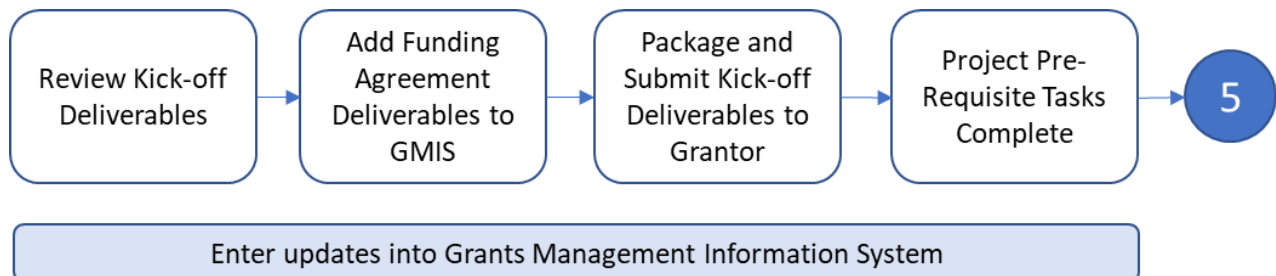 Review Kick-off
Deliverables
Add Funding
Agreement
Deliverables to
GMIS
Package and
Submit Kick-off
Deliverables to
Grantor
Project Pre-
Requisite Tasks
Complete
5
Enter updates into Grants Management Information System